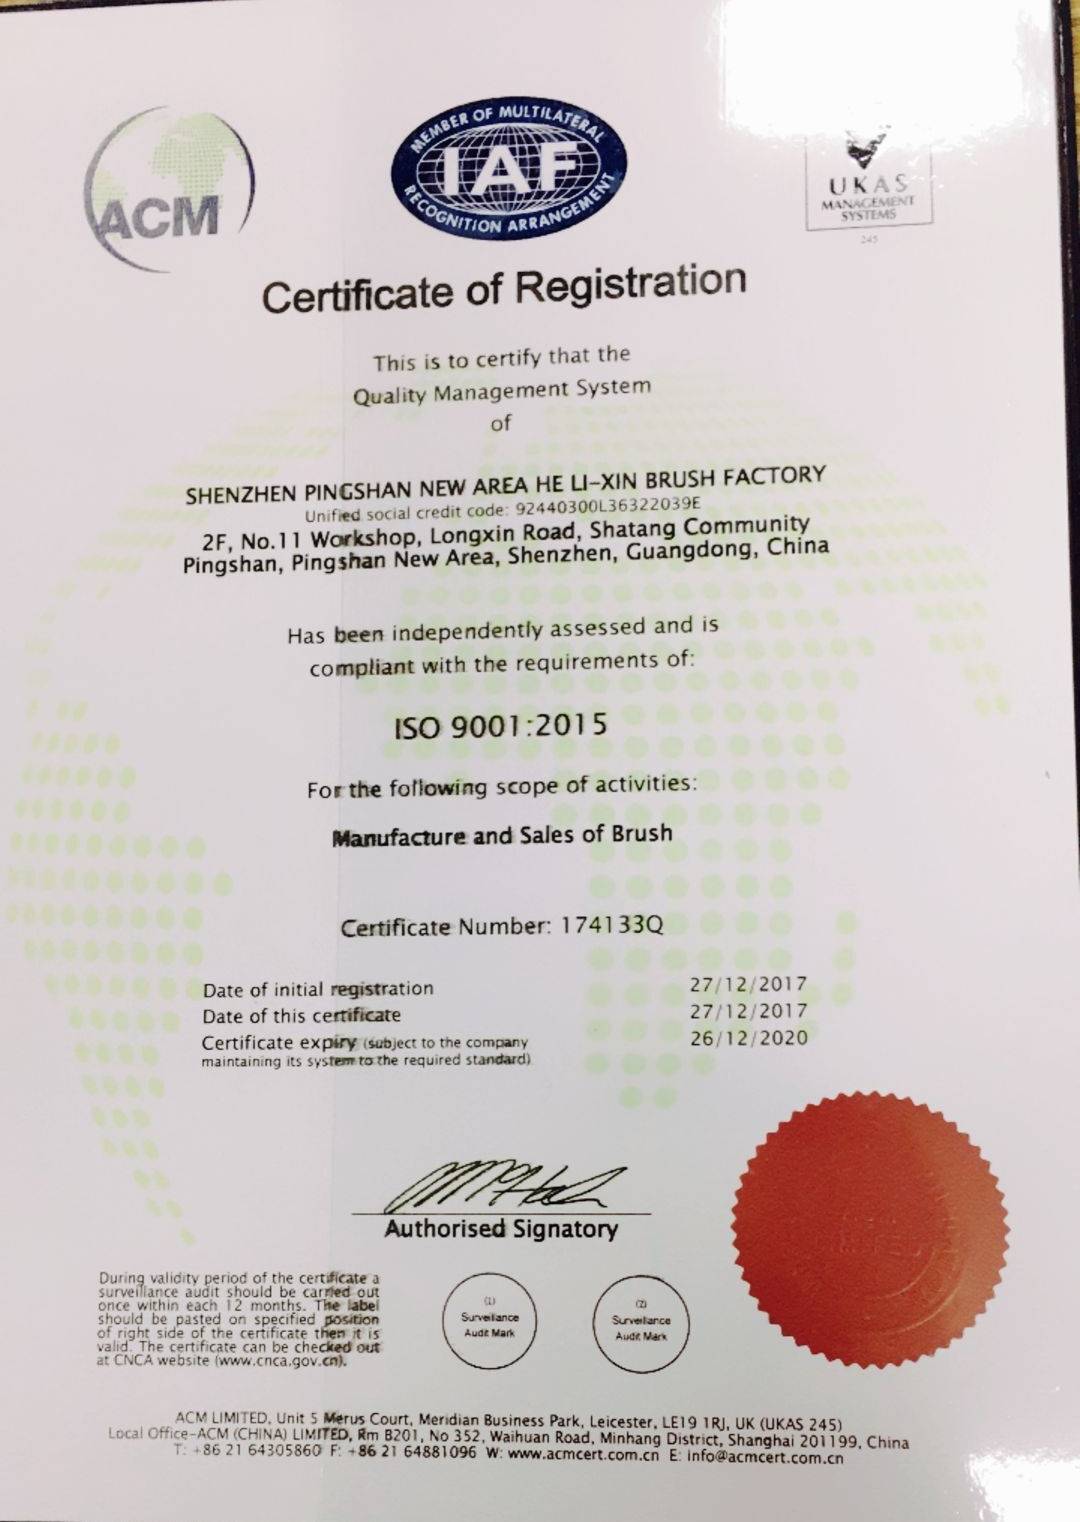 ACM
MEMBER OF MULTILATERAL
IAF
RECOGNITION ARRANGEMENT
UKAS
MANAGEMENT
SYSTEMS
245
Certificate of Registration
This is to certify that the
Quality Management System
of
SHENZHEN PINGSHAN NEW AREA HE LI-XIN BRUSH FACTORY
Unified social credit code: 92440300L36322039E
2F, No.11 Workshop, Longxin Road, Shatang Community
Pingshan, Pingshan New Area, Shenzhen, Guangdong, China
Has been independently assessed and is
compliant with the requirements of:
ISO 9001:2015
For the following scope of activities:
Manufacture and Sales of Brush
Certificate Number: 174133Q
Date of initial registration 27/12/2017
Date of this certificate 27/12/2017
Certificate expiry (subject to the company 26/12/2020
maintaining its system to the required standard)
Authorised Signatory
During validity period of the certificate a
surveillance audit should be carried out
once within each 12 months. The label
should be pasted on specified position
of right side of the certificate then it is
valid. The certificate can be checked out
at CNCA website (www.cnca.gov.cn).
(1)
Surveillance
Audit Mark
(2)
Surveillance
Audit Mark
ACM LIMITED, Unit 5 Merus Court, Meridian Business Park, Leicester, LE19 1RJ, UK (UKAS 245)
Local Office-ACM (CHINA) LIMITED, Rm B201, No 352, Waihuan Road, Minhang District, Shanghai 201199, China
T: +86 21 64305860 F: +86 21 64881096 W: www.acmcert.com.cn E: info@acmcert.com.cn